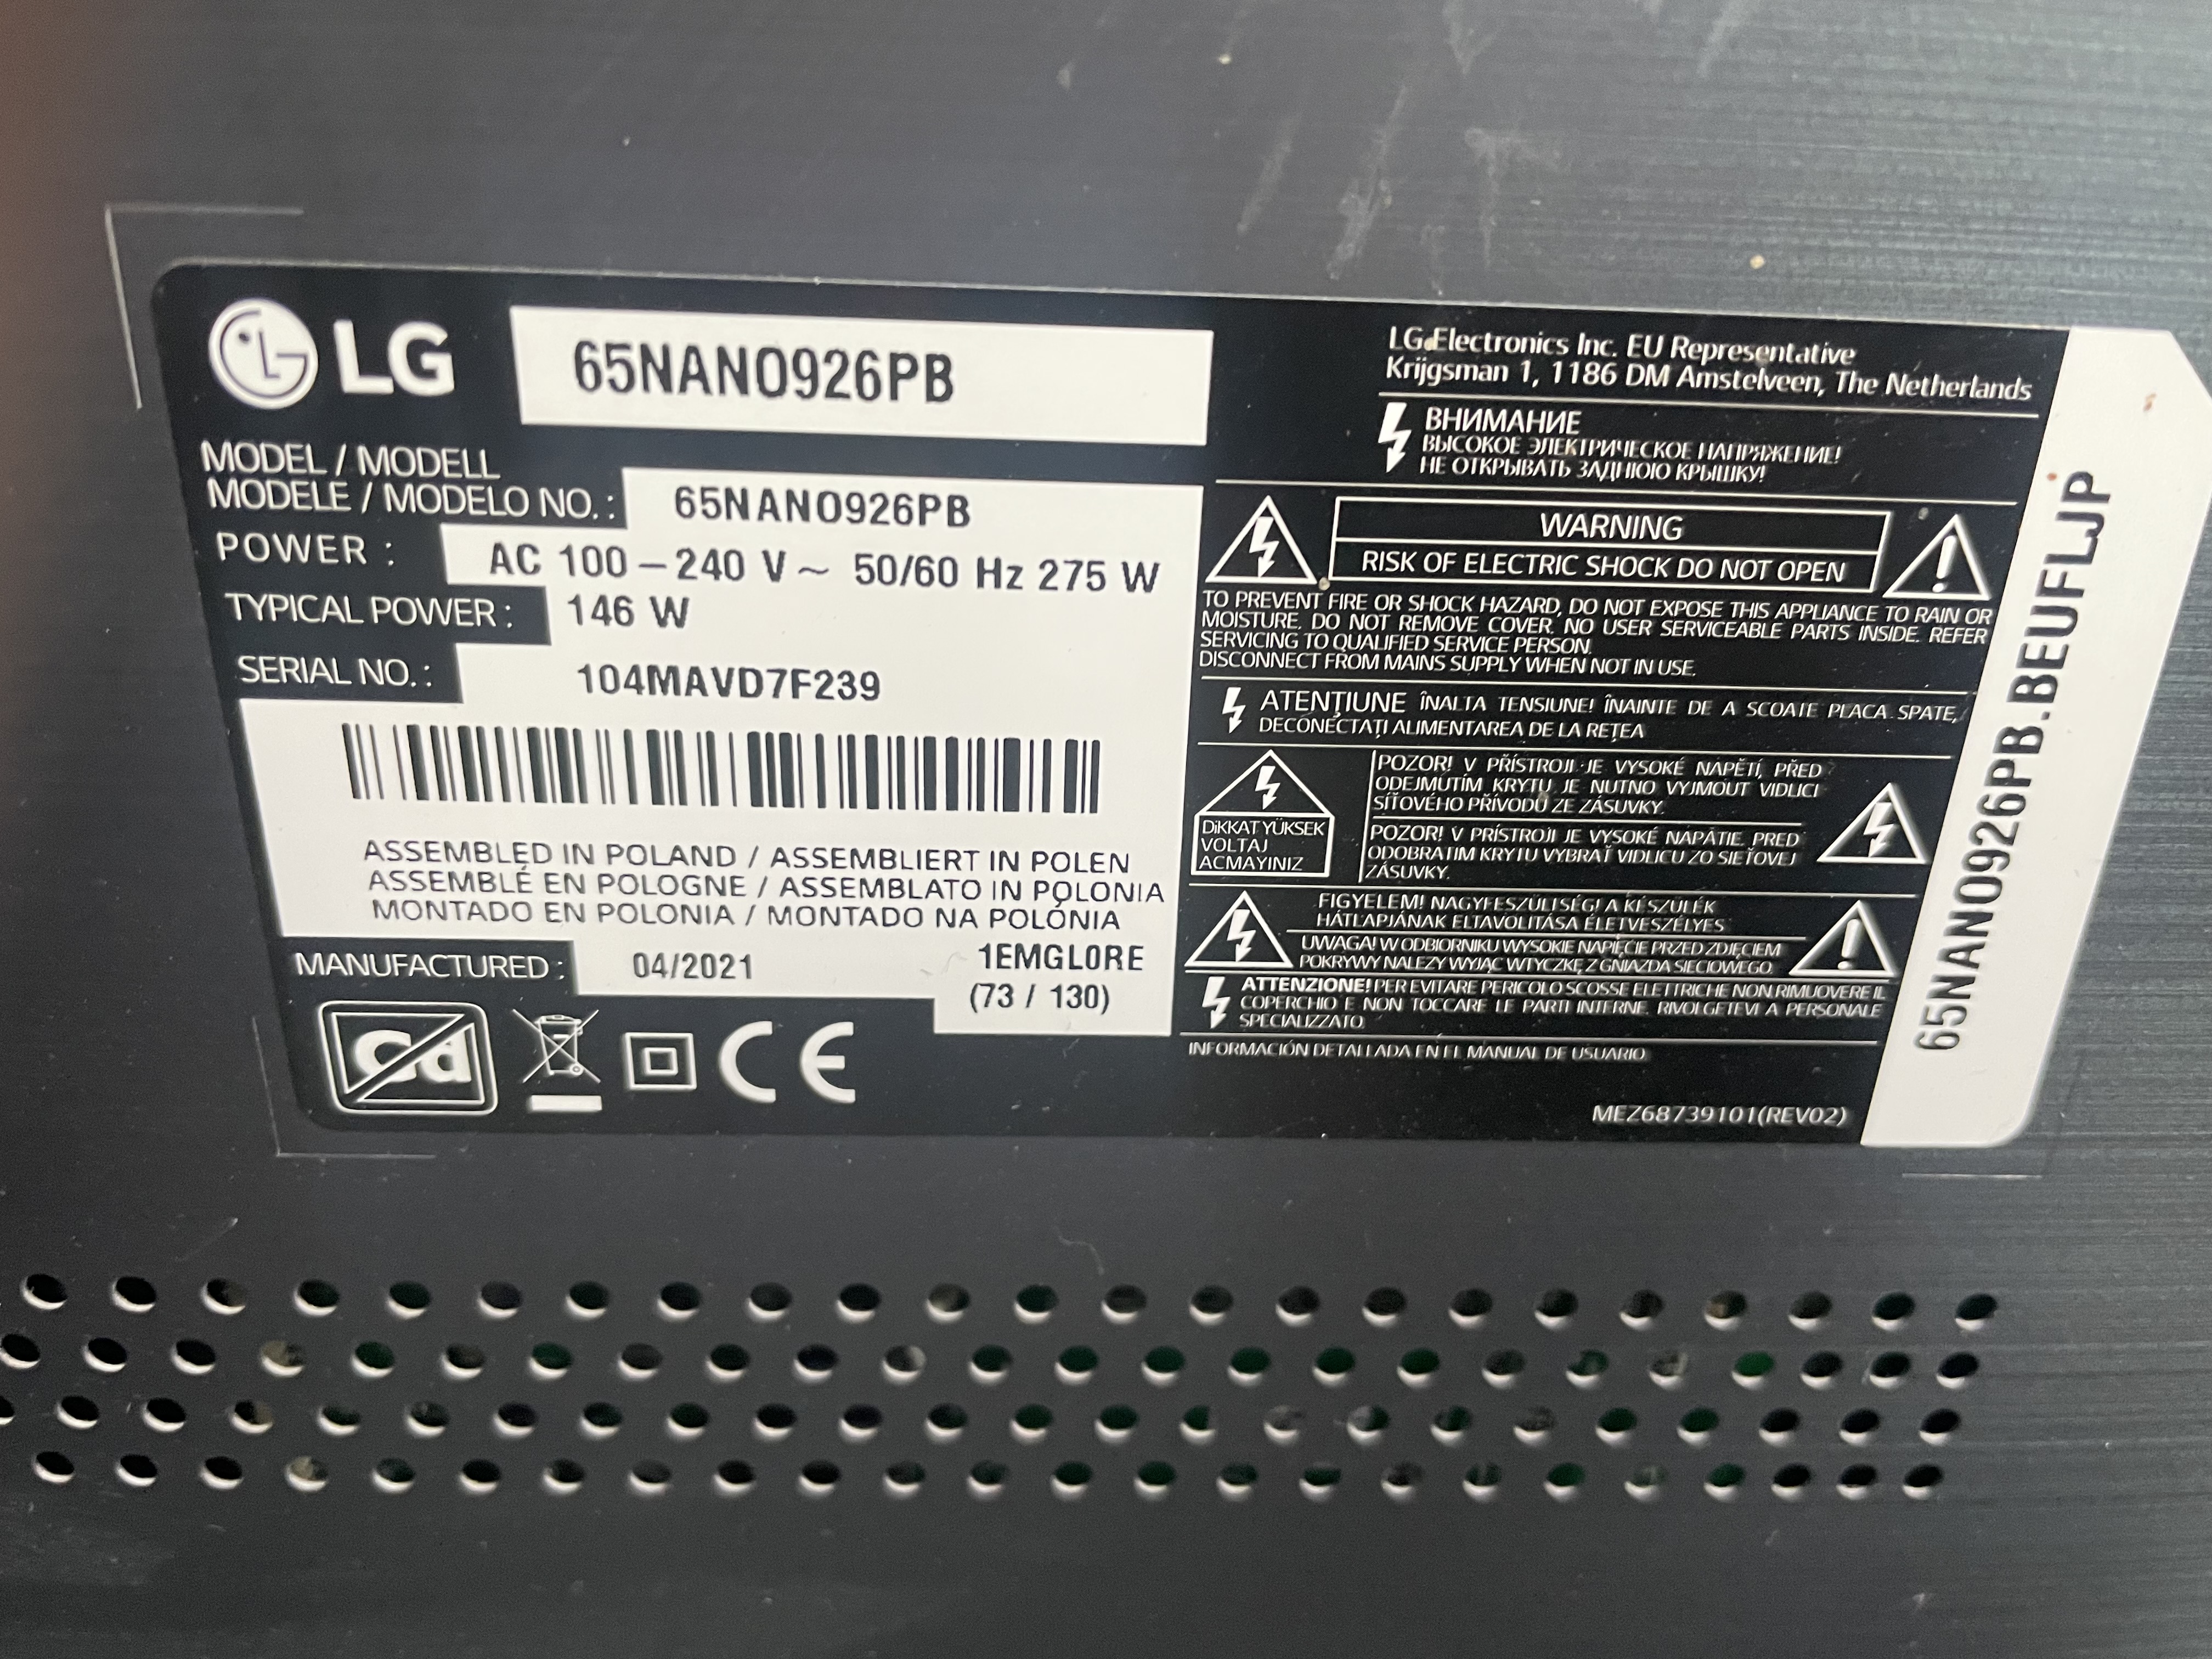 LG
65NANO926PB
MODEL / MODELL
MODELE / MODELO NO. :
65NANO926PB
POWER :
AC 100 – 240 V ~ 50/60 Hz 275 W
TYPICAL POWER :
146 W
SERIAL NO. :
104MAVD7F239
ASSEMBLED IN POLAND / ASSEMBLIERT IN POLEN
ASSEMBLÉ EN POLOGNE / ASSEMBLATO IN POLONIA
MONTADO EN POLONIA / MONTADO NA POLÓNIA
MANUFACTURED :
04/2021
1EMGL0RE
(73 / 130)
Cd
CE
LG Electronics Inc. EU Representative
Krijgsman 1, 1186 DM Amstelveen, The Netherlands
ВНИМАНИЕ
ВЫСОКОЕ ЭЛЕКТРИЧЕСКОЕ НАПРЯЖЕНИЕ!
НЕ ОТКРЫВАТЬ ЗАДНЮЮ КРЫШКУ!
WARNING
RISK OF ELECTRIC SHOCK DO NOT OPEN
TO PREVENT FIRE OR SHOCK HAZARD, DO NOT EXPOSE THIS APPLIANCE TO RAIN OR
MOISTURE. DO NOT REMOVE COVER. NO USER SERVICEABLE PARTS INSIDE. REFER
SERVICING TO QUALIFIED SERVICE PERSON.
DISCONNECT FROM MAINS SUPPLY WHEN NOT IN USE.
ATENŢIUNE ÎNALTA TENSIUNE! ÎNAINTE DE A SCOATE PLACA SPATE,
DECONECTAŢI ALIMENTAREA DE LA REŢEA
DiKKAT YÜKSEK
VOLTAJ
ACMAYINIZ
POZOR! V PŘÍSTROJI JE VYSOKÉ NAPĚTÍ, PŘED
ODEJMUTÍM KRYTU JE NUTNO VYJMOUT VIDLICI
SÍŤOVÉHO PŘÍVODŮ ZE ZÁSUVKY.
POZOR! V PRÍSTROJI JE VYSOKÉ NAPÄTIE, PRED
ODOBRATIM KRYTU VYBRAŤ VIDLICU ZO SIEŤOVEJ
ZÁSUVKY.
FIGYELEM! NAGYFESZÜLTSÉG! A KÉSZÜLÉK
HÁTLAPJÁNAK ELTAVOLITÁSA ÉLETVESZÉLYES
UWAGA! W ODBIORNIKU WYSOKIE NAPIĘCIE PRZED ZDJĘCIEM
POKRYWY NALEŻY WYJĄĆ WTYCZKĘ Z GNIAZDA SIECIOWEGO
ATTENZIONE! PER EVITARE PERICOLO SCOSSE ELETTRICHE NON RIMUOVERE IL
COPERCHIO E NON TOCCARE LE PARTI INTERNE. RIVOLGETEVI A PERSONALE
SPECIALIZZATO.
INFORMACIÓN DETALLADA EN EL MANUAL DE USUARIO
MEZ68739101(REV02)
65NANO926PB.BEUFLJP